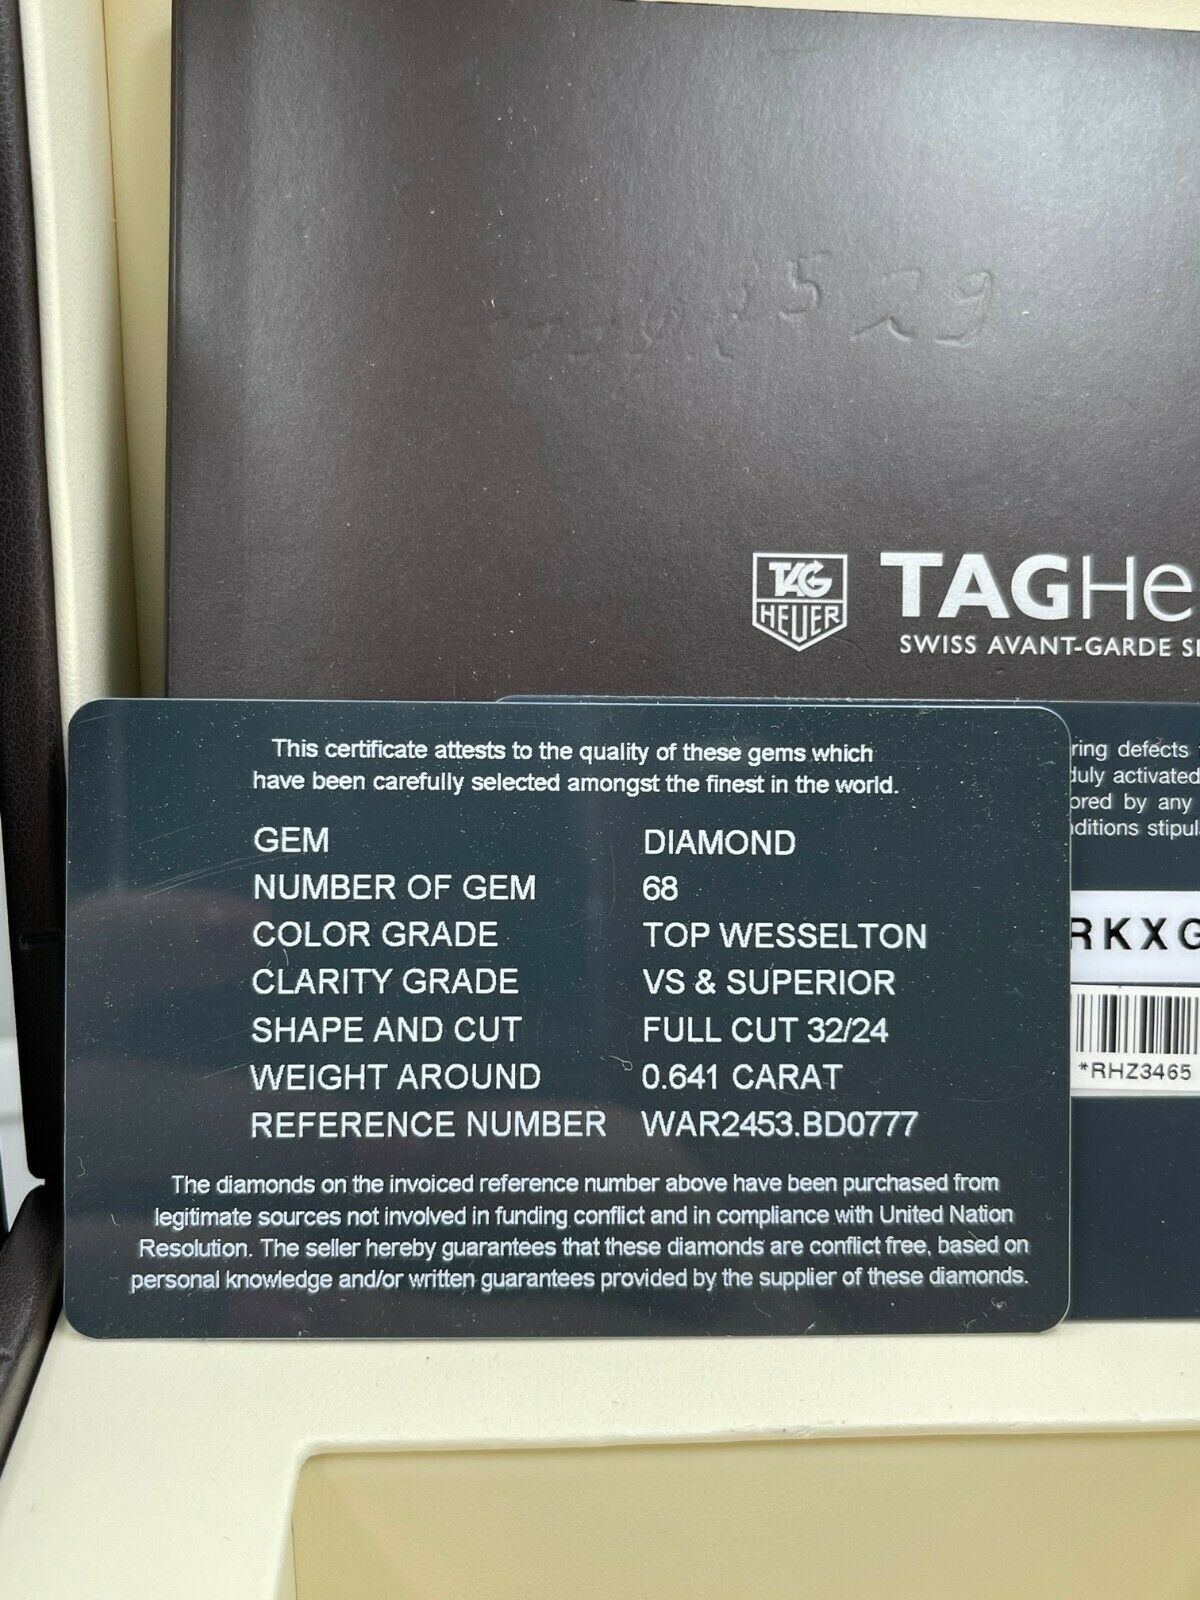 529
TAG
HEUER
TAGHe
SWISS AVANT-GARDE
This certificate attests to the quality of these gems which
have been carefully selected amongst the finest in the world.
GEM DIAMOND
NUMBER OF GEM 68
COLOR GRADE TOP WESSELTON
CLARITY GRADE VS & SUPERIOR
SHAPE AND CUT FULL CUT 32/24
WEIGHT AROUND 0.641 CARAT
REFERENCE NUMBER WAR2453.BD0777
The diamonds on the invoiced reference number above have been purchased from
legitimate sources not involved in funding conflict and in compliance with United Nation
Resolution. The seller hereby guarantees that these diamonds are conflict free, based on
personal knowledge and/or written guarantees provided by the supplier of these diamonds.
ring defects
duly activated
ored by any
ditions stipul
RKXG
*RHZ3465